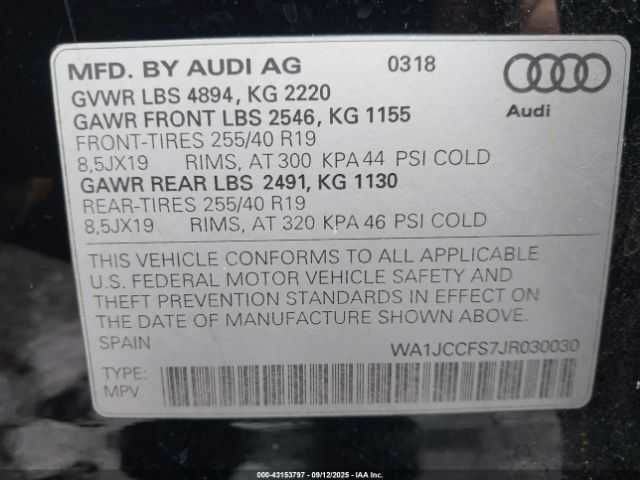 MFD. BY AUDI AG 0318
GVWR LBS 4894, KG 2220
GAWR FRONT LBS 2546, KG 1155
Audi
FRONT-TIRES 255/40 R19
8,5JX19 RIMS, AT 300 KPA 44 PSI COLD
GAWR REAR LBS 2491, KG 1130
REAR-TIRES 255/40 R19
8,5JX19 RIMS, AT 320 KPA 46 PSI COLD
THIS VEHICLE CONFORMS TO ALL APPLICABLE
U.S. FEDERAL MOTOR VEHICLE SAFETY AND
THEFT PREVENTION STANDARDS IN EFFECT ON
THE DATE OF MANUFACTURE SHOWN ABOVE.
SPAIN WA1JCCFS7JR030030
TYPE:
MPV
000-43153797 - 09/12/2025 - IAA Inc.